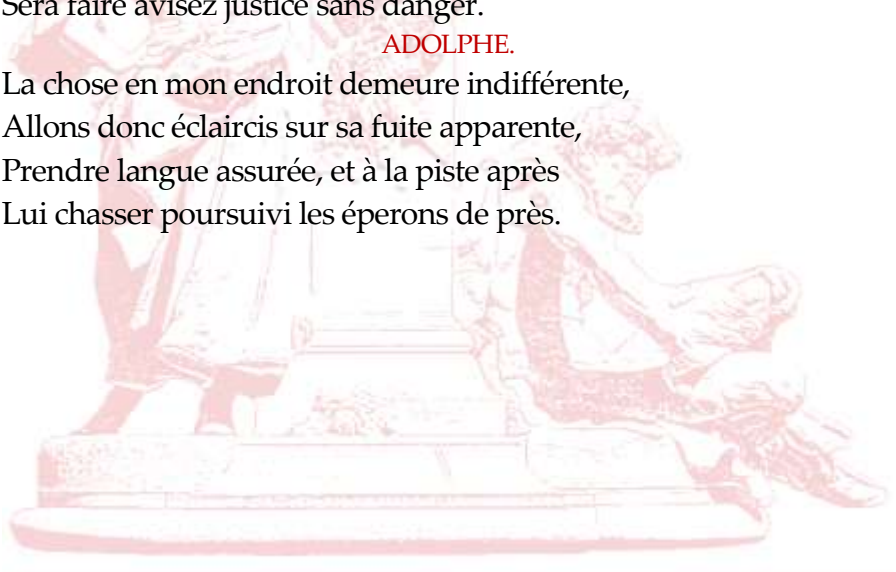 Sera faire avisez justice sans danger.
ADOLPHE.
La chose en mon endroit demeure indifférente,
Allons donc éclaircis sur sa fuite apparente,
Prendre langue assurée, et à la piste après
Lui chasser poursuivi les éperons de près.